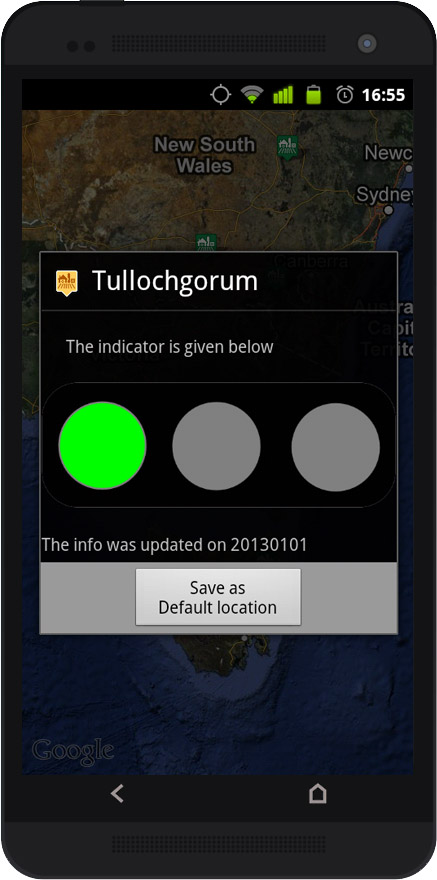 16:55
New South
Wales
Newc
Sydney
Tullochgorum
Canberra
Austra
Capit
Territo
The indicator is given below
The info was updated on 20130101
Save as
Default location
Google